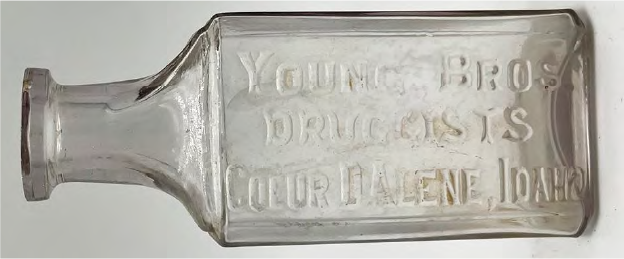 YOUNG BROS.
DRUGGISTS
COEUR D'ALENE, IDAHO